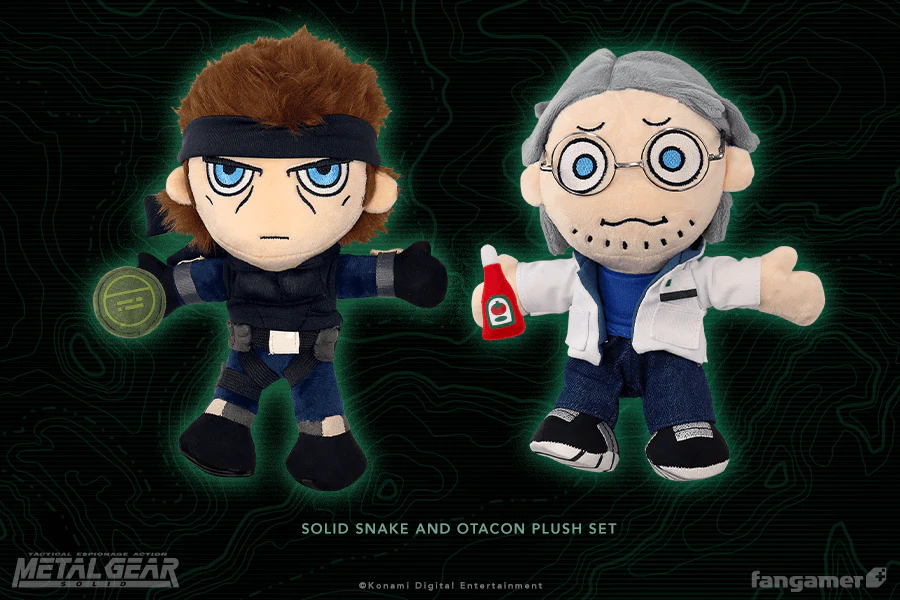 SOLID SNAKE AND OTACON PLUSH SET
TACTICAL ESPIONAGE ACTION
METAL GEAR
SOLID
©Konami Digital Entertainment
fangamer